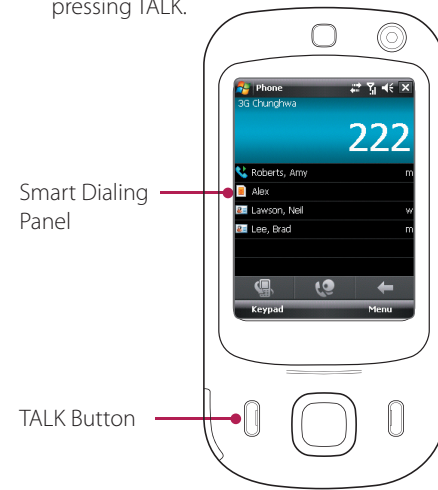 pressing TALK.
Phone
3G Chunghwa
222
Roberts, Amy m
Alex
Lawson, Neil w
Lee, Brad m
Smart Dialing
Panel
Keypad Menu
TALK Button